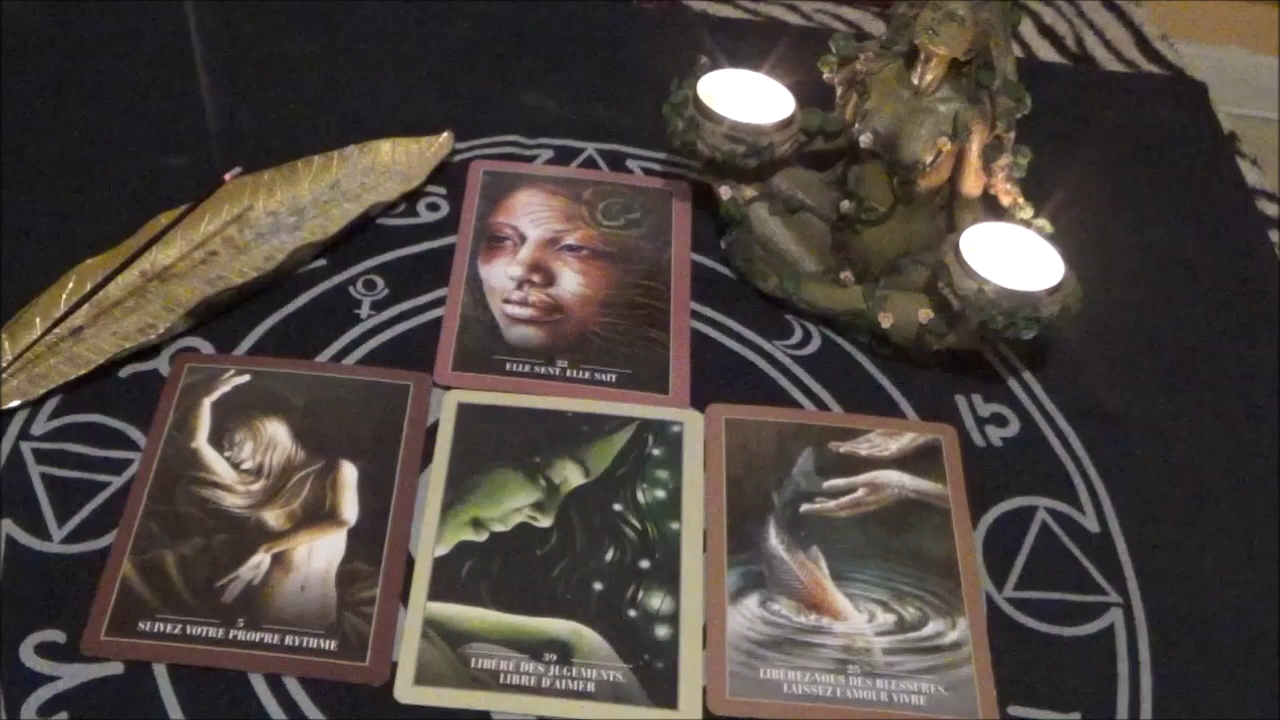 32
ELLE SENT, ELLE SAIT
5
SUIVEZ VOTRE PROPRE RYTHME
39
LIBÉRÉ DES JUGEMENTS,
LIBRE D'AIMER
25
LIBÉREZ-VOUS DES BLESSURES,
LAISSEZ L'AMOUR VIVRE